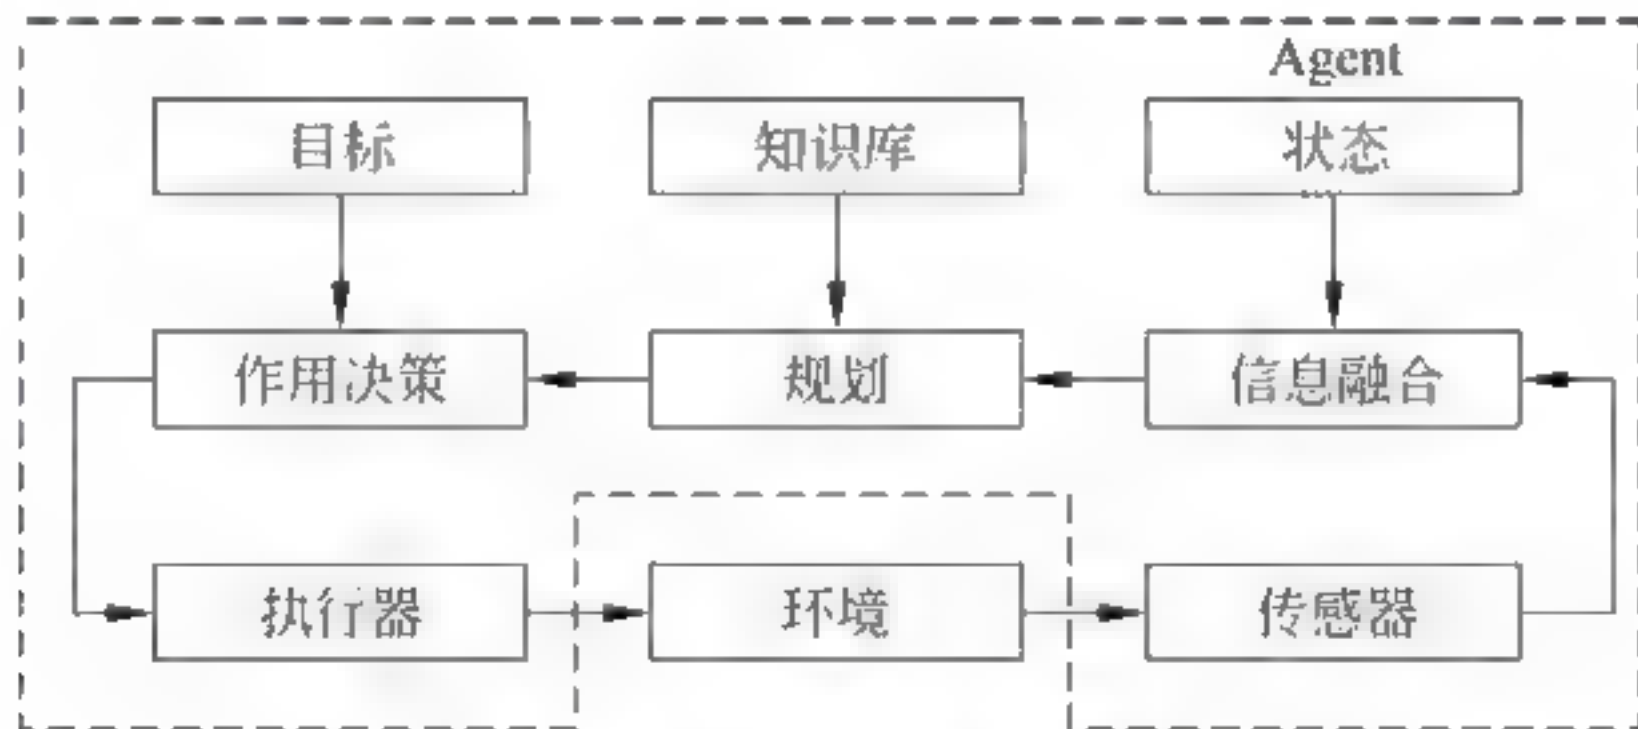 Agent
目标
知识库
状态
作用决策
规划
信息融合
执行器
环境
传感器